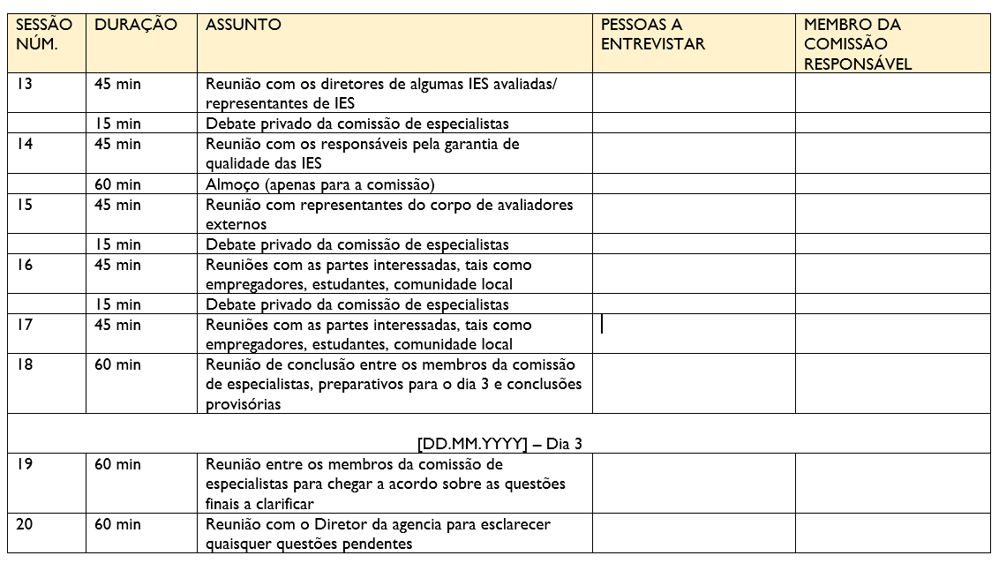 SESSÃO NÚM. DURAÇÃO ASSUNTO PESSOAS A ENTREVISTAR MEMBRO DA COMISSÃO RESPONSÁVEL
13 45 min Reunião com os diretores de algumas IES avaliadas/
representantes de IES
15 min Debate privado da comissão de especialistas
14 45 min Reunião com os responsáveis pela garantia de
qualidade das IES
60 min Almoço (apenas para a comissão)
15 45 min Reunião com representantes do corpo de avaliadores
externos
15 min Debate privado da comissão de especialistas
16 45 min Reuniões com as partes interessadas, tais como
empregadores, estudantes, comunidade local
15 min Debate privado da comissão de especialistas
17 45 min Reuniões com as partes interessadas, tais como
empregadores, estudantes, comunidade local
18 60 min Reunião de conclusão entre os membros da comissão
de especialistas, preparativos para o dia 3 e conclusões
provisórias
[DD.MM.YYYY] – Dia 3
19 60 min Reunião entre os membros da comissão de
especialistas para chegar a acordo sobre as questões
finais a clarificar
20 60 min Reunião com o Diretor da agencia para esclarecer
quaisquer questões pendentes